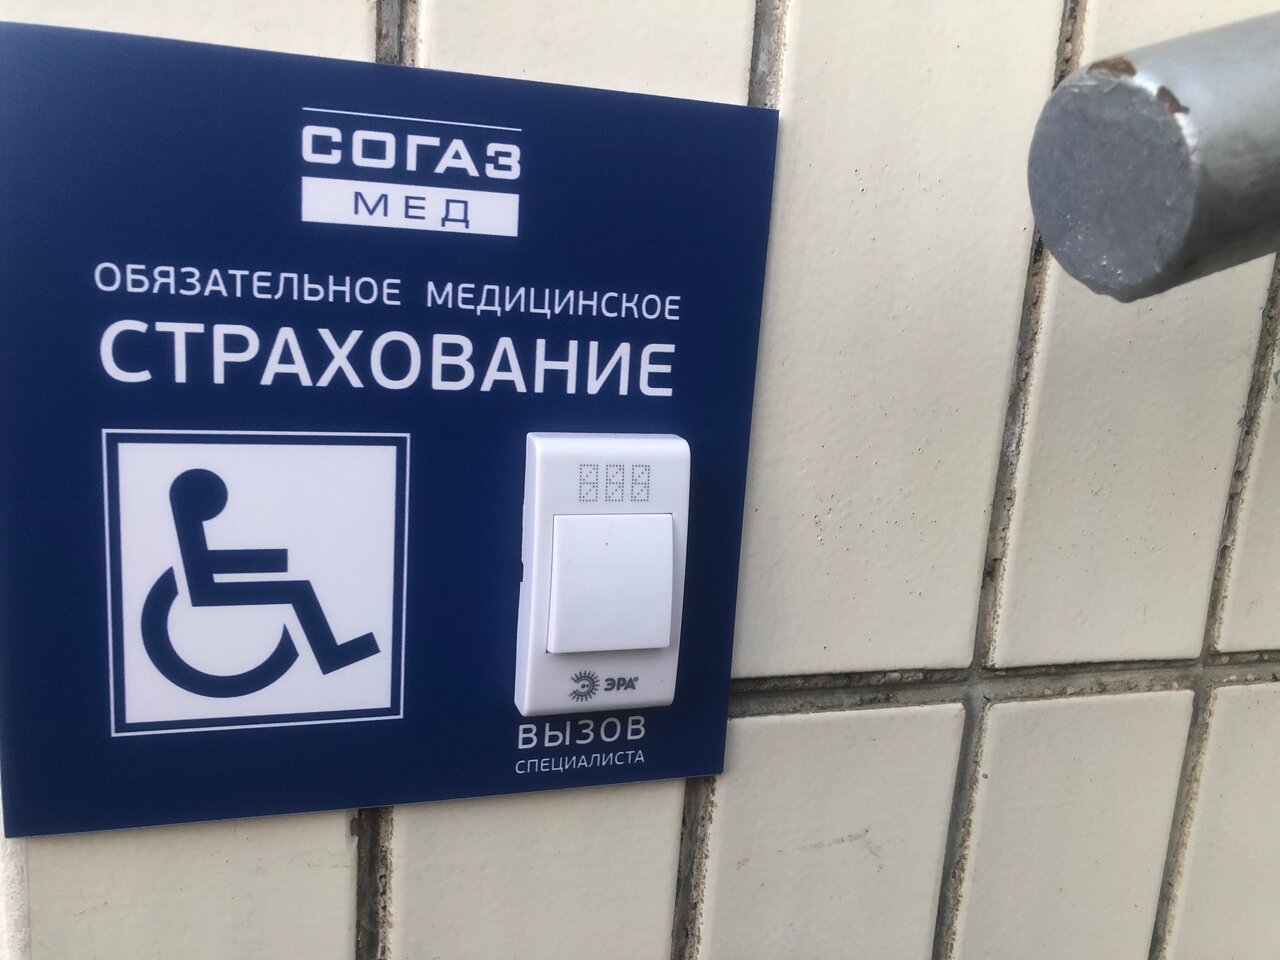 СОГАЗ
МЕД
ОБЯЗАТЕЛЬНОЕ МЕДИЦИНСКОЕ
СТРАХОВАНИЕ
ЭРА®
ВЫЗОВ
СПЕЦИАЛИСТА